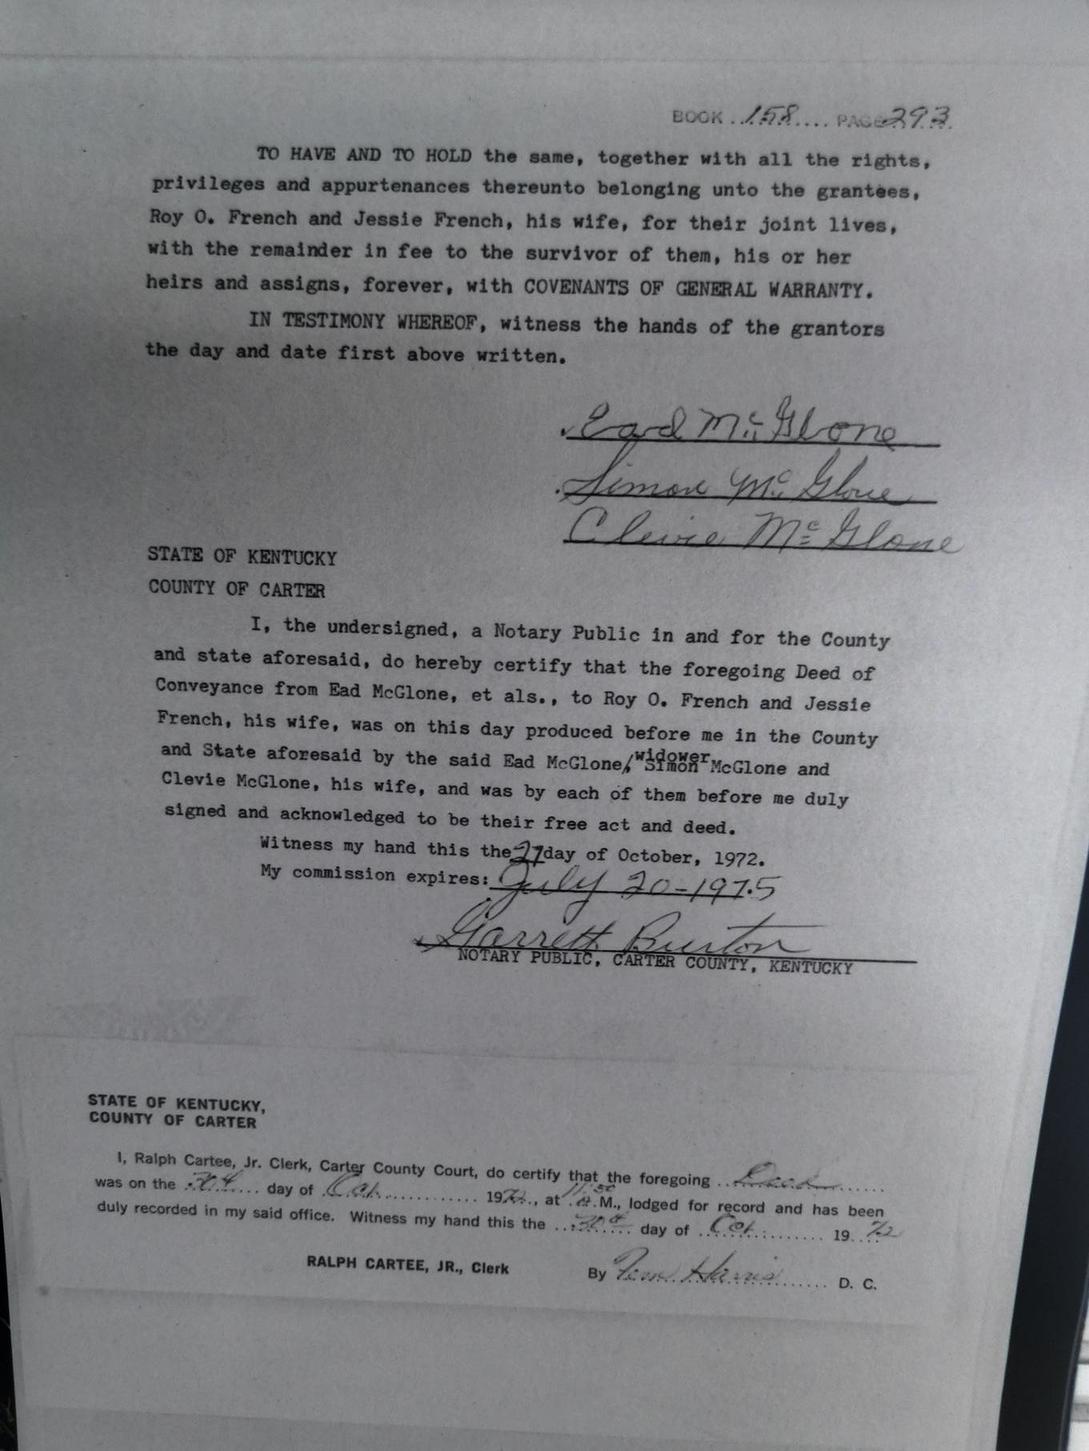 BOOK ..158.... PAGE 293
TO HAVE AND TO HOLD the same, together with all the rights,
privileges and appurtenances thereunto belonging unto the grantees,
Roy O. French and Jessie French, his wife, for their joint lives,
with the remainder in fee to the survivor of them, his or her
heirs and assigns, forever, with COVENANTS OF GENERAL WARRANTY.
IN TESTIMONY WHEREOF, witness the hands of the grantors
the day and date first above written.
Ead McGlone
Simon McGlone
Clevie McGlone
STATE OF KENTUCKY
COUNTY OF CARTER
I, the undersigned, a Notary Public in and for the County
and state aforesaid, do hereby certify that the foregoing Deed of
Conveyance from Ead McGlone, et als., to Roy O. French and Jessie
French, his wife, was on this day produced before me in the County
widower
and State aforesaid by the said Ead McGlone, Simon McGlone and
Clevie McGlone, his wife, and was by each of them before me duly
signed and acknowledged to be their free act and deed.
Witness my hand this the 27 day of October, 1972.
My commission expires: July 20-1975
Garrett Burton
NOTARY PUBLIC, CARTER COUNTY, KENTUCKY
STATE OF KENTUCKY,
COUNTY OF CARTER
I, Ralph Cartee, Jr. Clerk, Carter County Court, do certify that the foregoing Deed
was on the 30 day of Oct. 1972, at 11:50 A.M., lodged for record and has been
duly recorded in my said office. Witness my hand this the 30 day of Oct. 1972
RALPH CARTEE, JR., Clerk By Harris D. C.